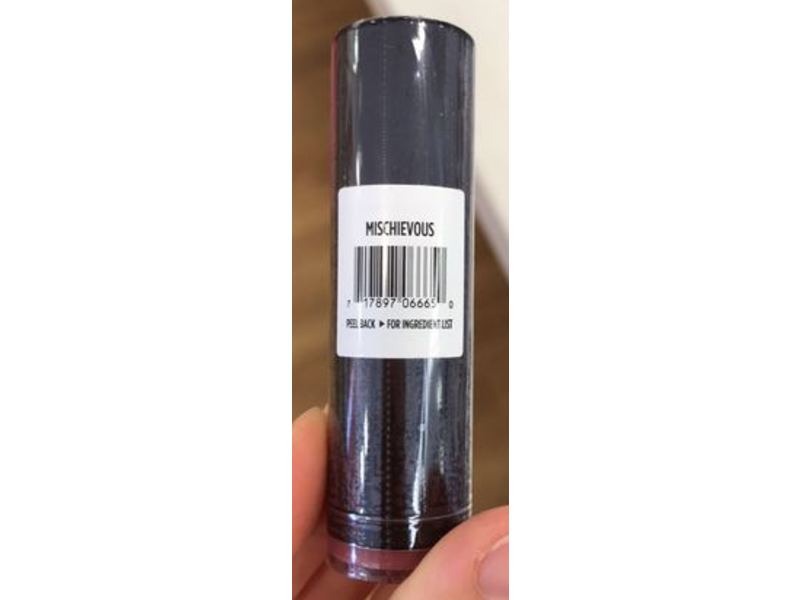 MISCHIEVOUS
7 17897 06665 0
PEEL BACK ▶ FOR INGREDIENT LIST